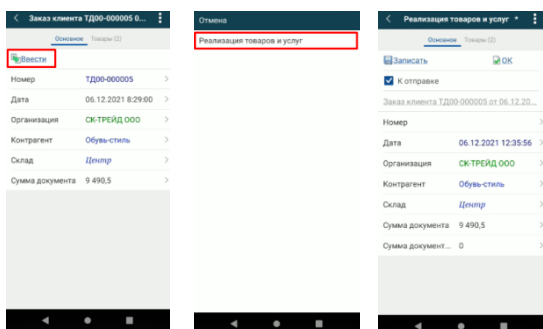 Заказ клиента ТД00-000005 0...
Основное Товары (2)
Ввести
Номер ТД00-000005
Дата 06.12.2021 8:29:00
Организация СК-ТРЕЙД ООО
Контрагент Обувь-стиль
Склад Центр
Сумма документа 9 490,5
Отмена
Реализация товаров и услуг
Реализация товаров и услуг *
Основное Товары (2)
Записать OK
К отправке
Заказ клиента ТД00-000005 от 06.12.20...
Номер
Дата 06.12.2021 12:35:56
Организация СК-ТРЕЙД ООО
Контрагент Обувь-стиль
Склад Центр
Сумма документа 9 490,5
Сумма документ... 0